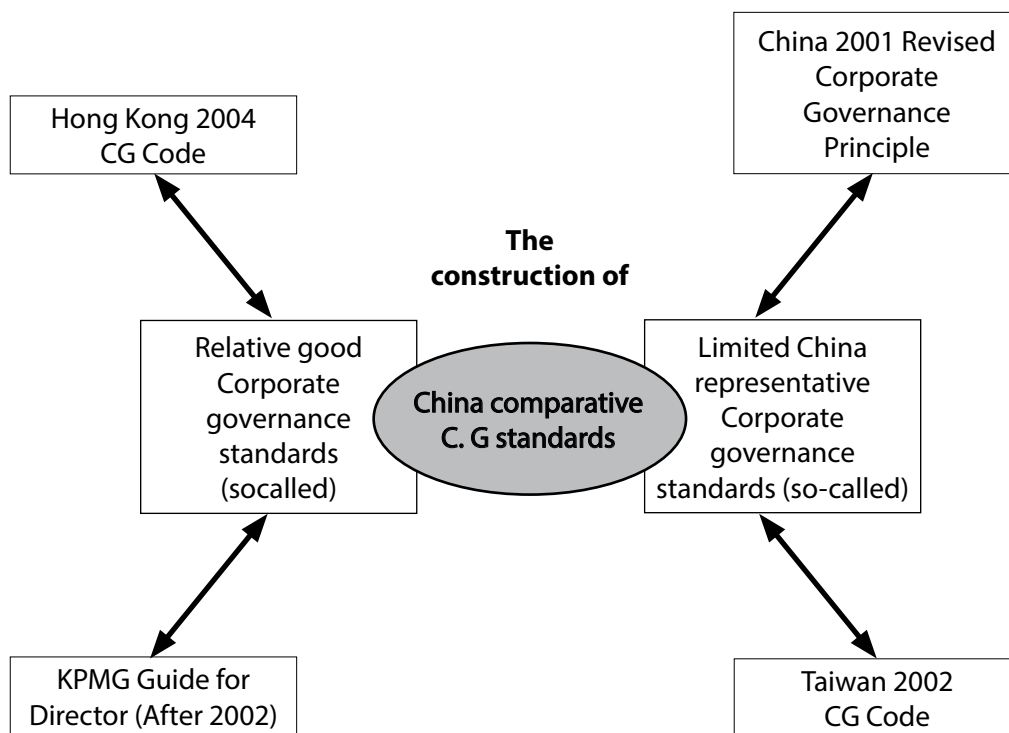 China 2001 Revised
Corporate
Governance
Principle
Hong Kong 2004
CG Code
The
construction of
Relative good
Corporate
governance
standards
(socalled)
China comparative
C. G standards
Limited China
representative
Corporate
governance
standards (so-called)
KPMG Guide for
Director (After 2002)
Taiwan 2002
CG Code